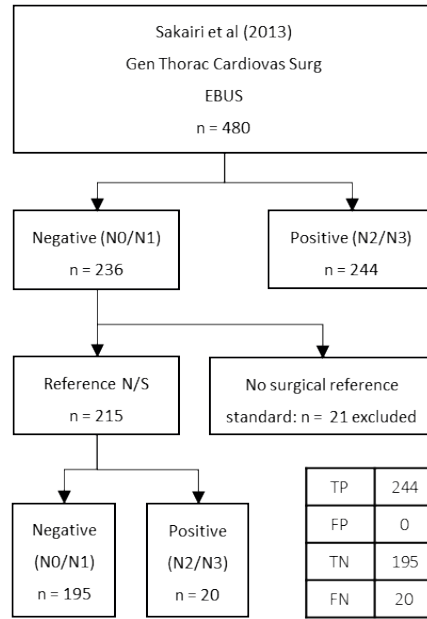 Sakairi et al (2013)
Gen Thorac Cardiovas Surg
EBUS
n = 480
Negative (N0/N1)
n = 236
Positive (N2/N3)
n = 244
Reference N/S
n = 215
No surgical reference
standard: n = 21 excluded
Negative
(N0/N1)
n = 195
Positive
(N2/N3)
n = 20
TP 244
FP 0
TN 195
FN 20